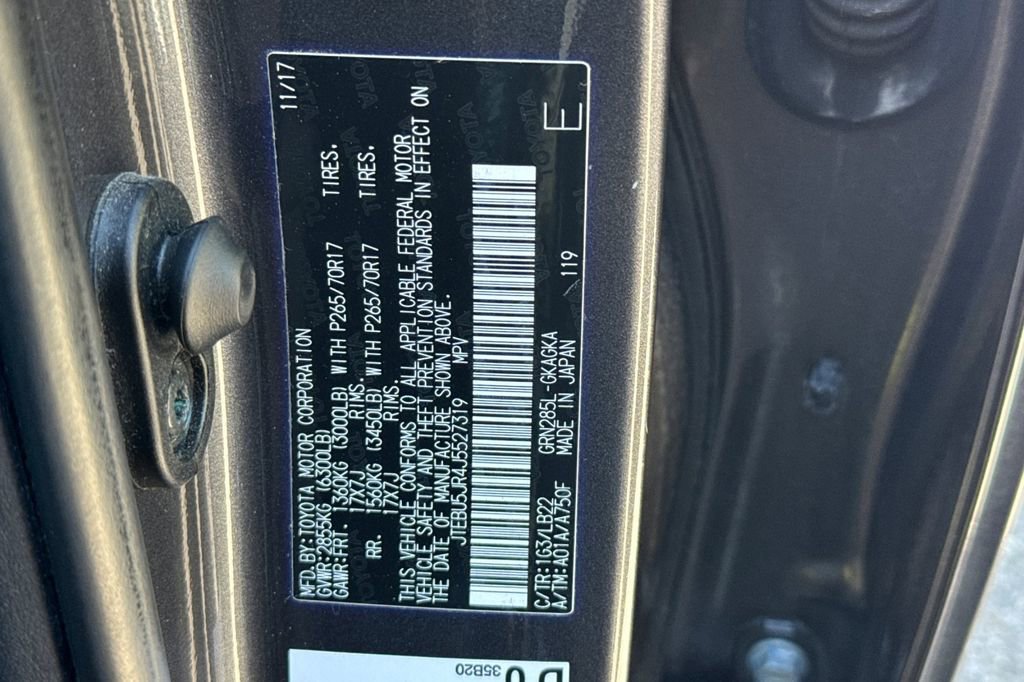 MFD.BY:TOYOTA MOTOR CORPORATION 11/17
GVWR:2855KG (6300LB)
GAWR:FRT. 1360KG (3000LB) WITH P265/70R17 TIRES.
17X7J RIMS.
RR. 1560KG (3450LB) WITH P265/70R17 TIRES.
17X7J RIMS.
THIS VEHICLE CONFORMS TO ALL APPLICABLE FEDERAL MOTOR
VEHICLE SAFETY AND THEFT PREVENTION STANDARDS IN EFFECT ON
THE DATE OF MANUFACTURE SHOWN ABOVE.
JTEBU5JR4J5527319 MPV
C/TR:1G3/LB22 GRN285L-GKAGKA 119 E
A/TM:A01A/A750F MADE IN JAPAN
35B20